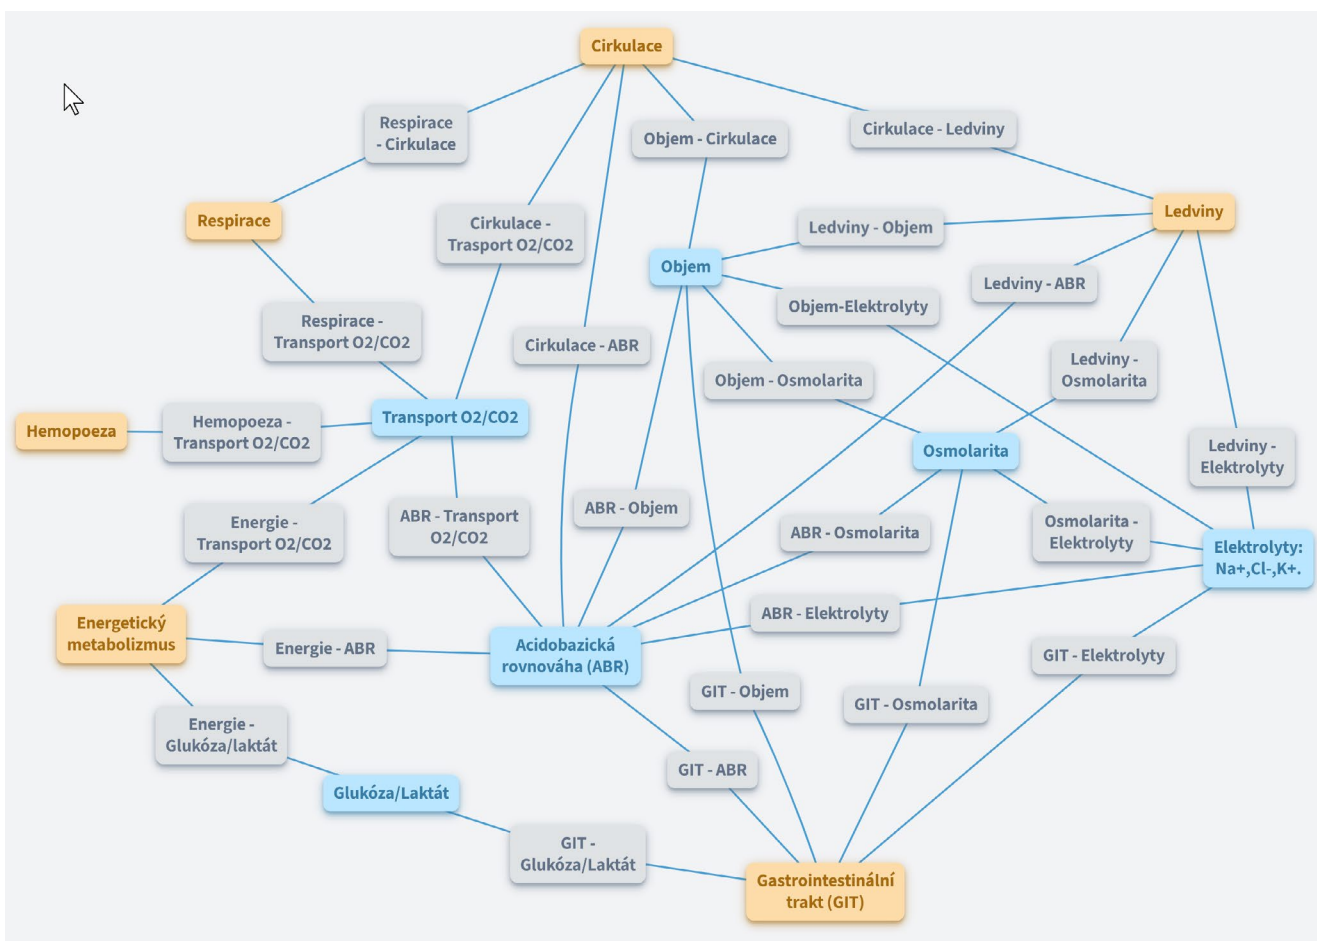 Cirkulace
Respirace
- Cirkulace
Objem - Cirkulace
Cirkulace - Ledviny
Respirace
Cirkulace -
Trasport O2/CO2
Ledviny - Objem
Ledviny
Objem
Ledviny - ABR
Objem-Elektrolyty
Respirace -
Transport O2/CO2
Cirkulace - ABR
Ledviny -
Osmolarita
Objem - Osmolarita
Hemopoeza
Hemopoeza -
Transport O2/CO2
Transport O2/CO2
Osmolarita
Ledviny -
Elektrolyty
Energie -
Transport O2/CO2
ABR - Transport
O2/CO2
ABR - Objem
ABR - Osmolarita
Osmolarita -
Elektrolyty
Elektrolyty:
Na+,Cl-,K+.
Energetický
metabolizmus
Energie - ABR
Acidobazická
rovnováha (ABR)
ABR - Elektrolyty
GIT - Elektrolyty
GIT - Objem
GIT - Osmolarita
Energie -
Glukóza/laktát
GIT - ABR
Glukóza/Laktát
GIT -
Glukóza/Laktát
Gastrointestinální
trakt (GIT)